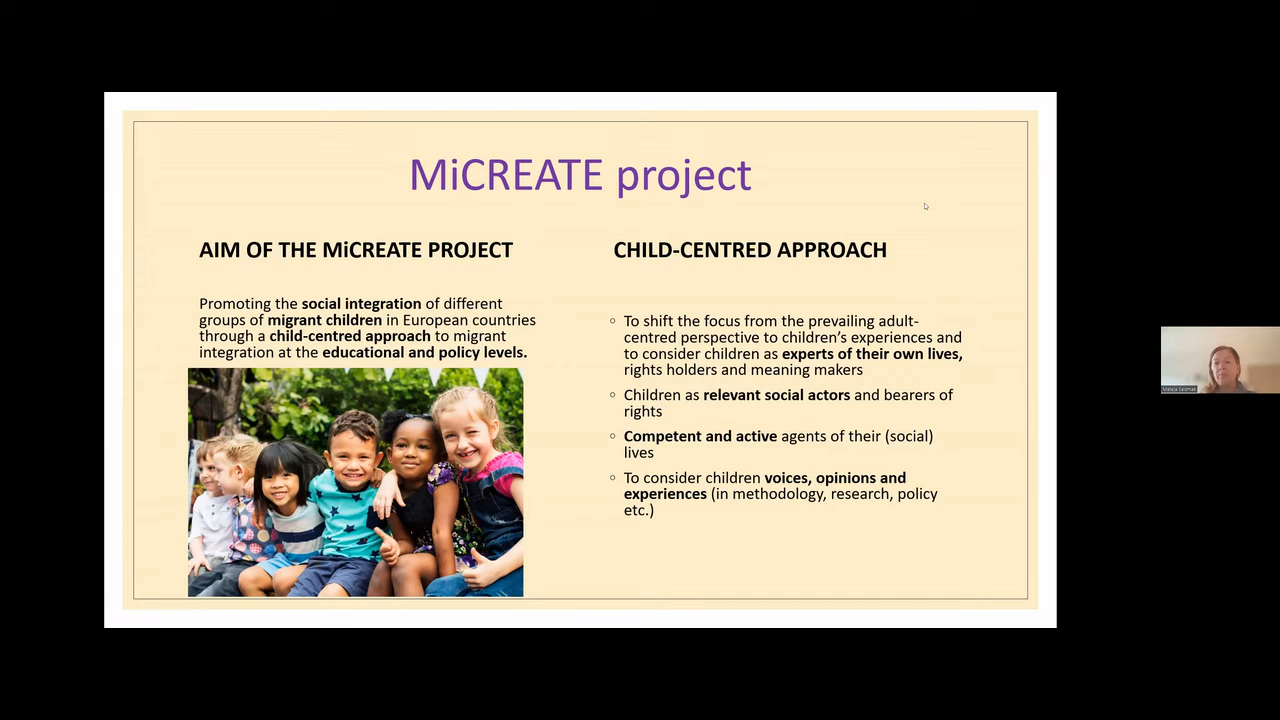 MiCREATE project
AIM OF THE MiCREATE PROJECT
Promoting the social integration of different
groups of migrant children in European countries
through a child-centred approach to migrant
integration at the educational and policy levels.
CHILD-CENTRED APPROACH
◦ To shift the focus from the prevailing adult-
centred perspective to children’s experiences and
to consider children as experts of their own lives,
rights holders and meaning makers
◦ Children as relevant social actors and bearers of
rights
◦ Competent and active agents of their (social)
lives
◦ To consider children voices, opinions and
experiences (in methodology, research, policy
etc.)
Mateja Sedmak